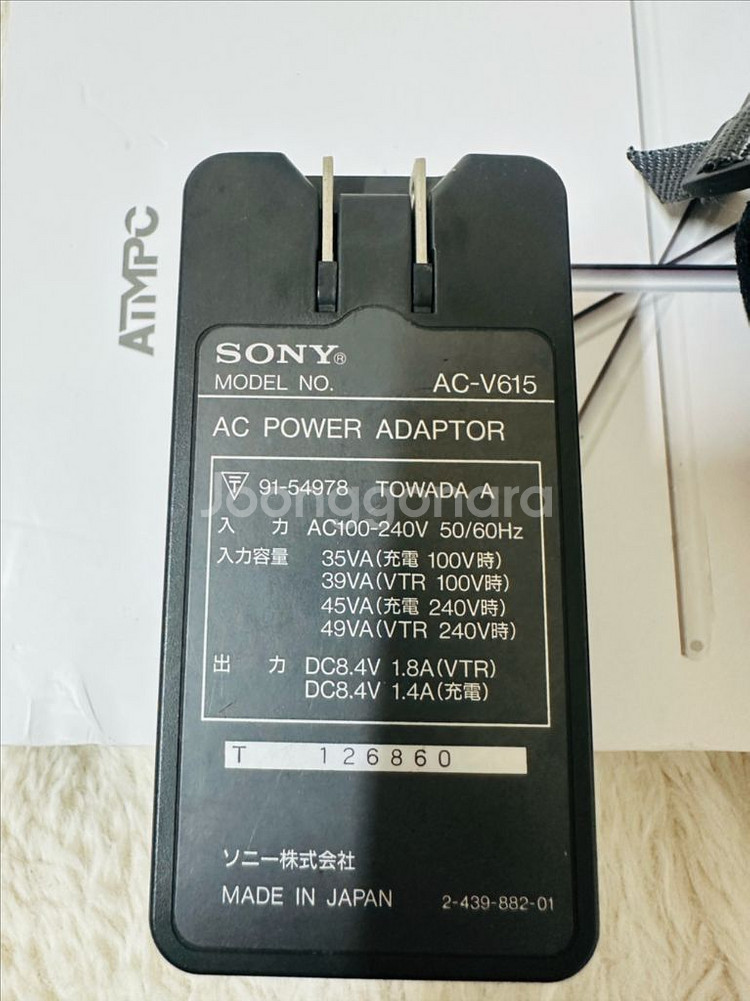 ATMPC
SONY®
MODEL NO. AC-V615
AC POWER ADAPTOR
T 91-54978 TOWADA A
Joonggonara
入 力 AC100-240V 50/60Hz
入力容量 35VA(充電 100V時)
39VA(VTR 100V時)
45VA(充電 240V時)
49VA(VTR 240V時)
出 力 DC8.4V 1.8A(VTR)
DC8.4V 1.4A(充電)
T 126860
ソニー株式会社
MADE IN JAPAN 2-439-882-01